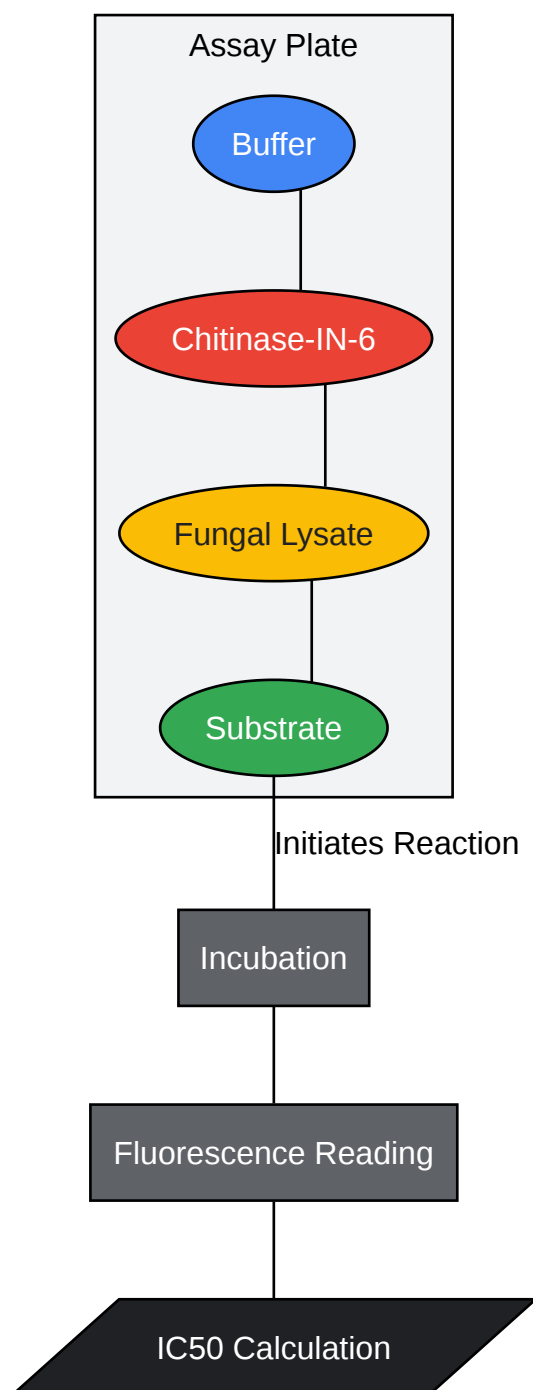 Assay Plate
Buffer
Chitinase-IN-6
Fungal Lysate
Substrate
Initiates Reaction
Incubation
Fluorescence Reading
IC50 Calculation